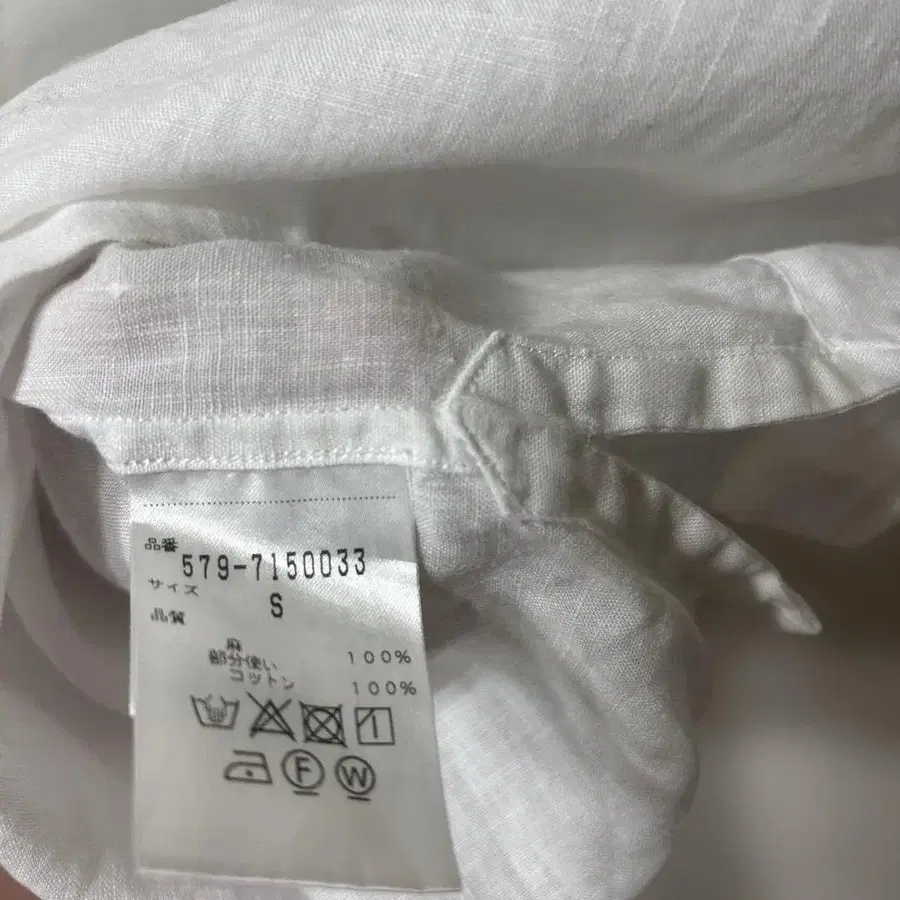 品番
579-7150033
サイズ
S
品質
麻 100%
部分使い
コットン 100%
F W